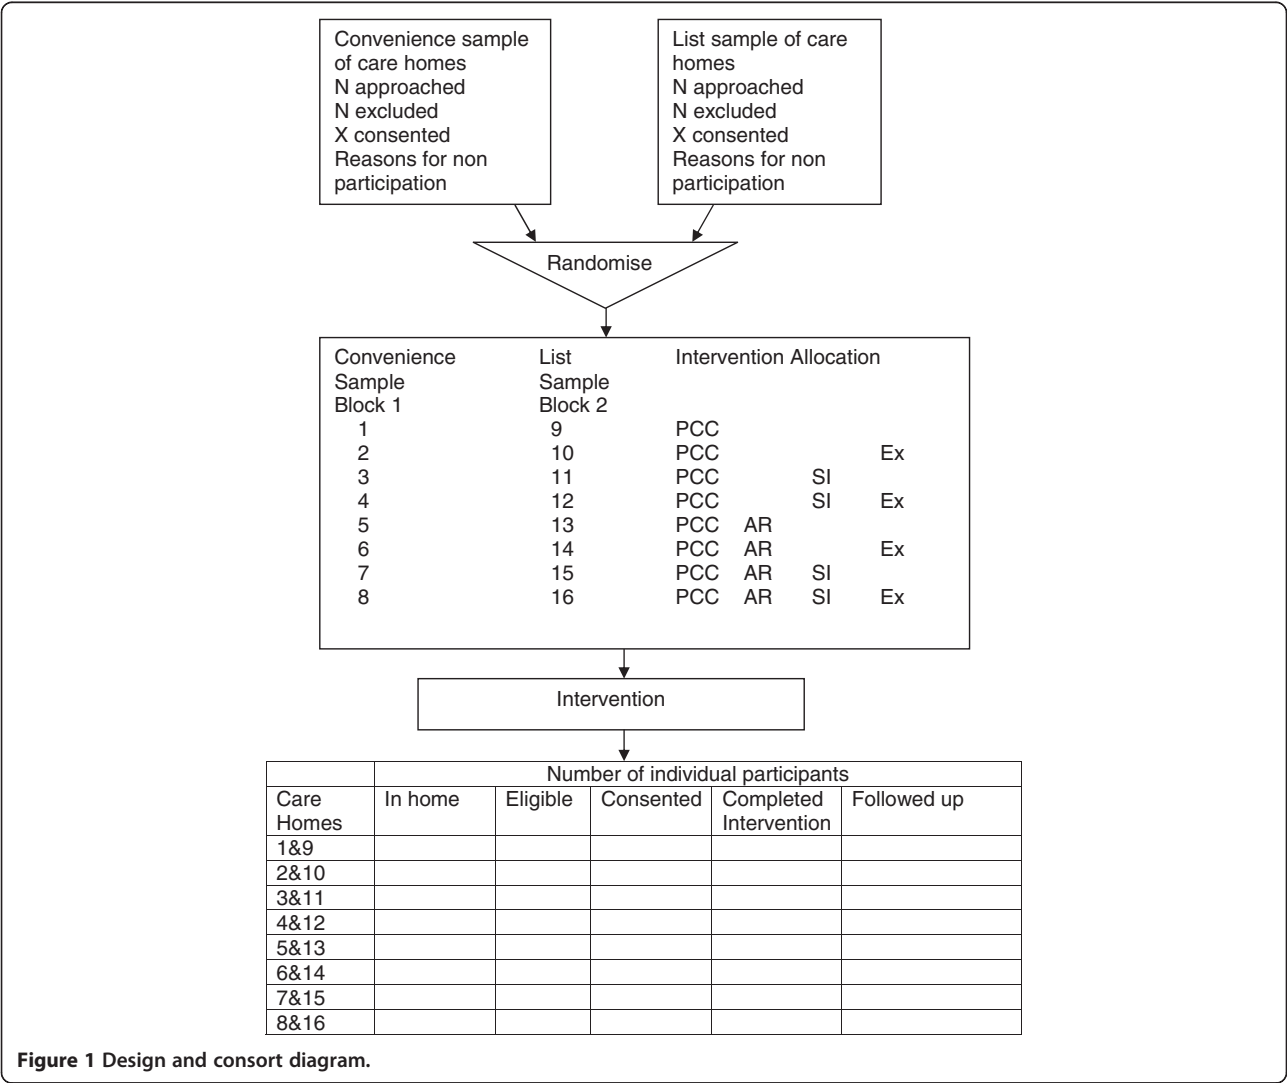 Convenience sample
of care homes
N approached
N excluded
X consented
Reasons for non
participation
List sample of care
homes
N approached
N excluded
X consented
Reasons for non
participation
Randomise
Convenience List Intervention Allocation
Sample Sample
Block 1 Block 2
1 9 PCC
2 10 PCC Ex
3 11 PCC SI
4 12 PCC SI Ex
5 13 PCC AR
6 14 PCC AR Ex
7 15 PCC AR SI
8 16 PCC AR SI Ex
Intervention
Number of individual participants
Care In home Eligible Consented Completed Followed up
Homes Intervention
1&9
2&10
3&11
4&12
5&13
6&14
7&15
8&16
Figure 1 Design and consort diagram.